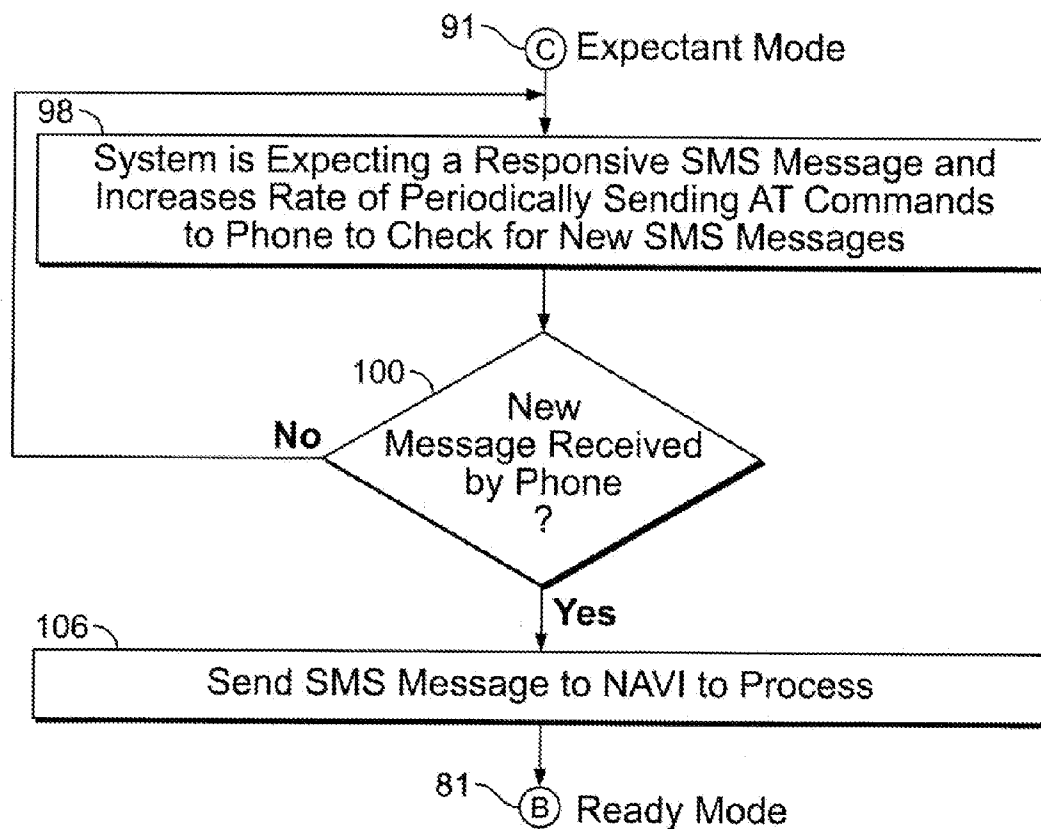 91
C Expectant Mode
98
System is Expecting a Responsive SMS Message and
Increases Rate of Periodically Sending AT Commands
to Phone to Check for New SMS Messages
100
New
Message Received
by Phone
?
No
Yes
106
Send SMS Message to NAVI to Process
81
B Ready Mode